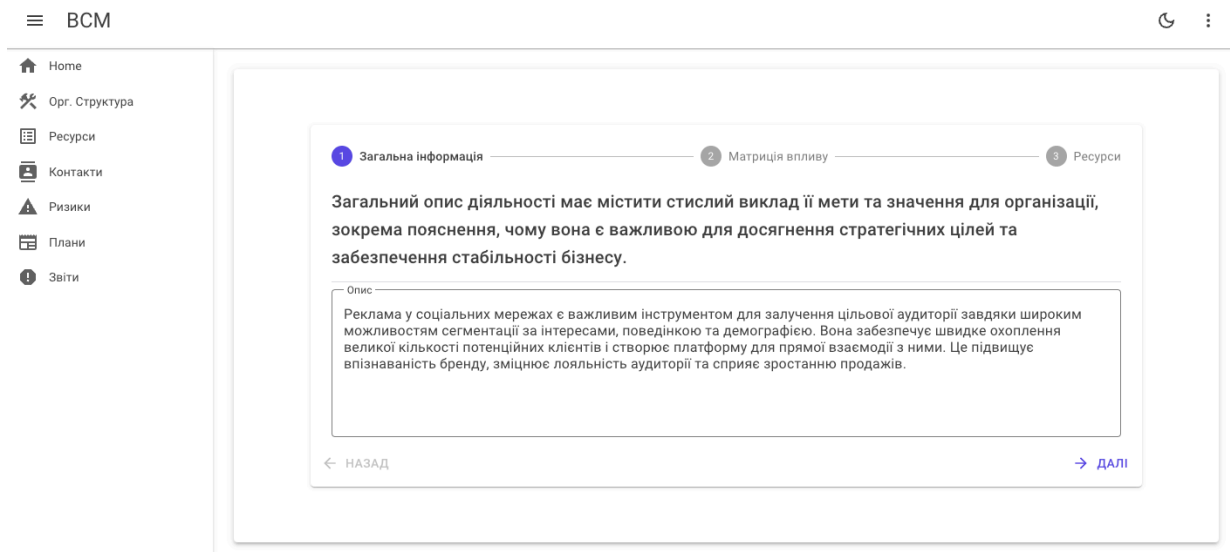 BCM
Home
Орг. Структура
Ресурси
Контакти
Ризики
Плани
Звіти
1 Загальна інформація
2 Матриція впливу
3 Ресурси
Загальний опис діяльності має містити стислий виклад її мети та значення для організації,
зокрема пояснення, чому вона є важливою для досягнення стратегічних цілей та
забезпечення стабільності бізнесу.
Опис
Реклама у соціальних мережах є важливим інструментом для залучення цільової аудиторії завдяки широким
можливостям сегментації за інтересами, поведінкою та демографією. Вона забезпечує швидке охоплення
великої кількості потенційних клієнтів і створює платформу для прямої взаємодії з ними. Це підвищує
впізнаваність бренду, зміцнює лояльність аудиторії та сприяє зростанню продажів.
НАЗАД
ДАЛІ